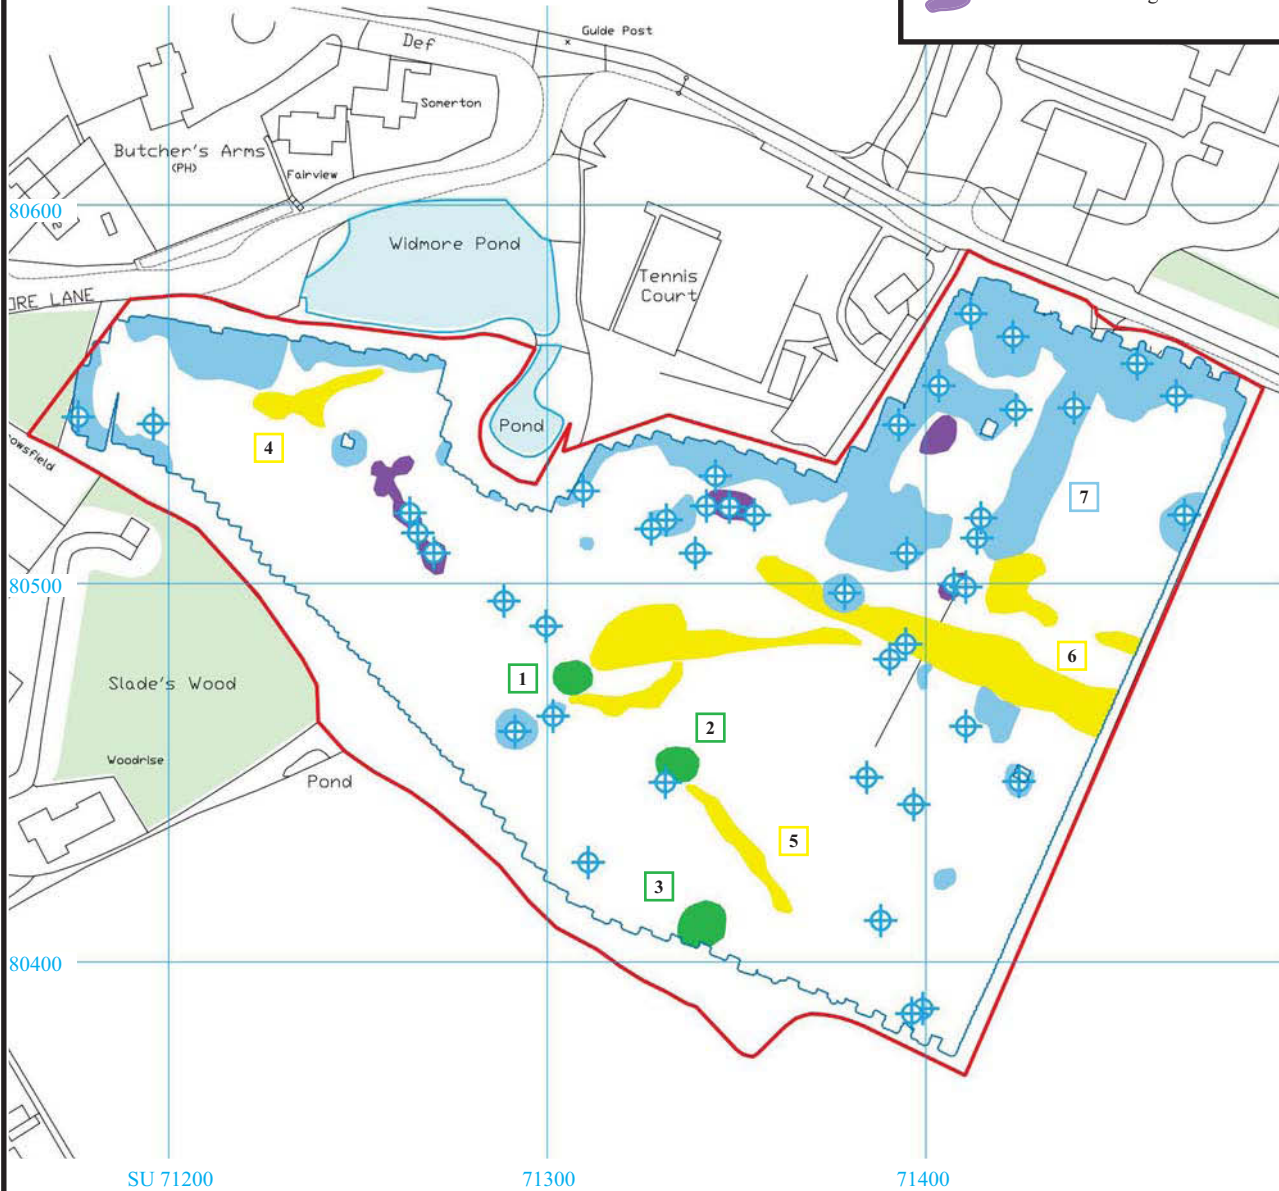 Guide Post
Def
Somerton
Butcher's Arms
(PH)
Fairview
80600
Widmore Pond
Tennis
Court
ORE LANE
Pond
4
7
80500
6
1
Slade's Wood
2
Woodrise
Pond
5
3
80400
SU 71200
71300
71400